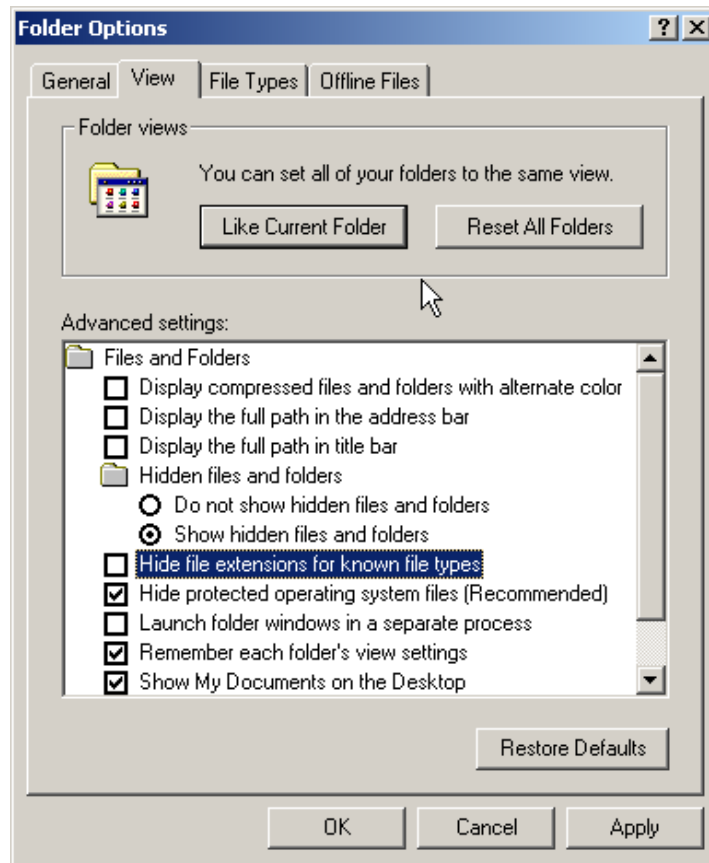 Folder Options
General View File Types Offline Files
Folder views
You can set all of your folders to the same view.
Like Current Folder Reset All Folders
Advanced settings:
Files and Folders
Display compressed files and folders with alternate color
Display the full path in the address bar
Display the full path in title bar
Hidden files and folders
Do not show hidden files and folders
Show hidden files and folders
Hide file extensions for known file types
Hide protected operating system files (Recommended)
Launch folder windows in a separate process
Remember each folder's view settings
Show My Documents on the Desktop
Restore Defaults
OK Cancel Apply